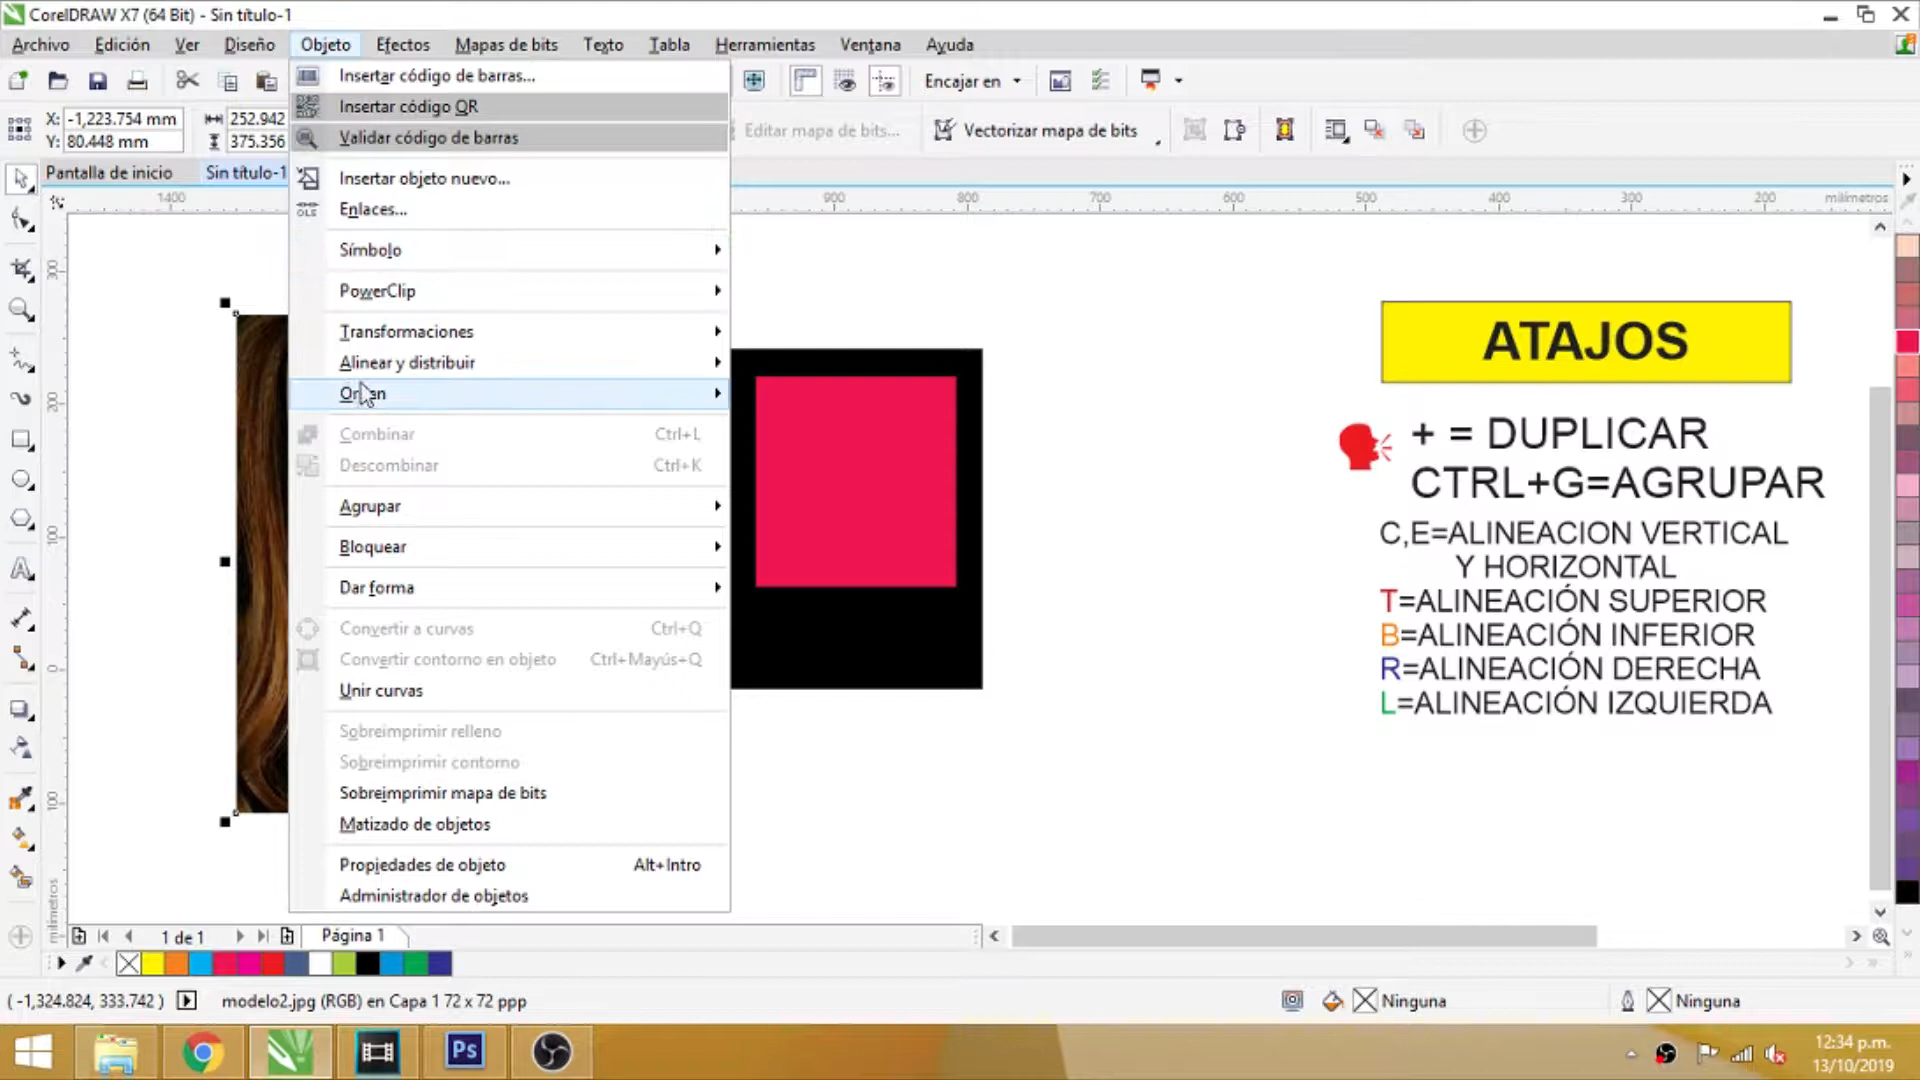 CorelDRAW X7 (64 Bit) - Sin título-1
Archivo Edición Ver Diseño Objeto Efectos Mapas de bits Texto Tabla Herramientas Ventana Ayuda
Encajar en
X: -1,223.754 mm
Y: 80.448 mm
252.942
375.356
Editar mapa de bits...
Vectorizar mapa de bits
Pantalla de inicio
Sin título-1
Insertar código de barras...
Insertar código QR
Validar código de barras
Insertar objeto nuevo...
OLE
Enlaces...
Símbolo
PowerClip
Transformaciones
Alinear y distribuir
Orden
Combinar Ctrl+L
Descombinar Ctrl+K
Agrupar
Bloquear
Dar forma
Convertir a curvas Ctrl+Q
Convertir contorno en objeto Ctrl+Mayús+Q
Unir curvas
Sobreimprimir relleno
Sobreimprimir contorno
Sobreimprimir mapa de bits
Matizado de objetos
Propiedades de objeto Alt+Intro
Administrador de objetos
1400 900 800 700 600 500 400 300 200 milímetros
300
200
100
0
100
milímetros
ATAJOS
+ = DUPLICAR
CTRL+G=AGRUPAR
C,E=ALINEACION VERTICAL
Y HORIZONTAL
T=ALINEACIÓN SUPERIOR
B=ALINEACIÓN INFERIOR
R=ALINEACIÓN DERECHA
L=ALINEACIÓN IZQUIERDA
1 de 1
Página 1
( -1,324.824, 333.742 )
modelo2.jpg (RGB) en Capa 1 72 x 72 ppp
Ninguna
Ninguna
Ps
12:34 p.m.
13/10/2019